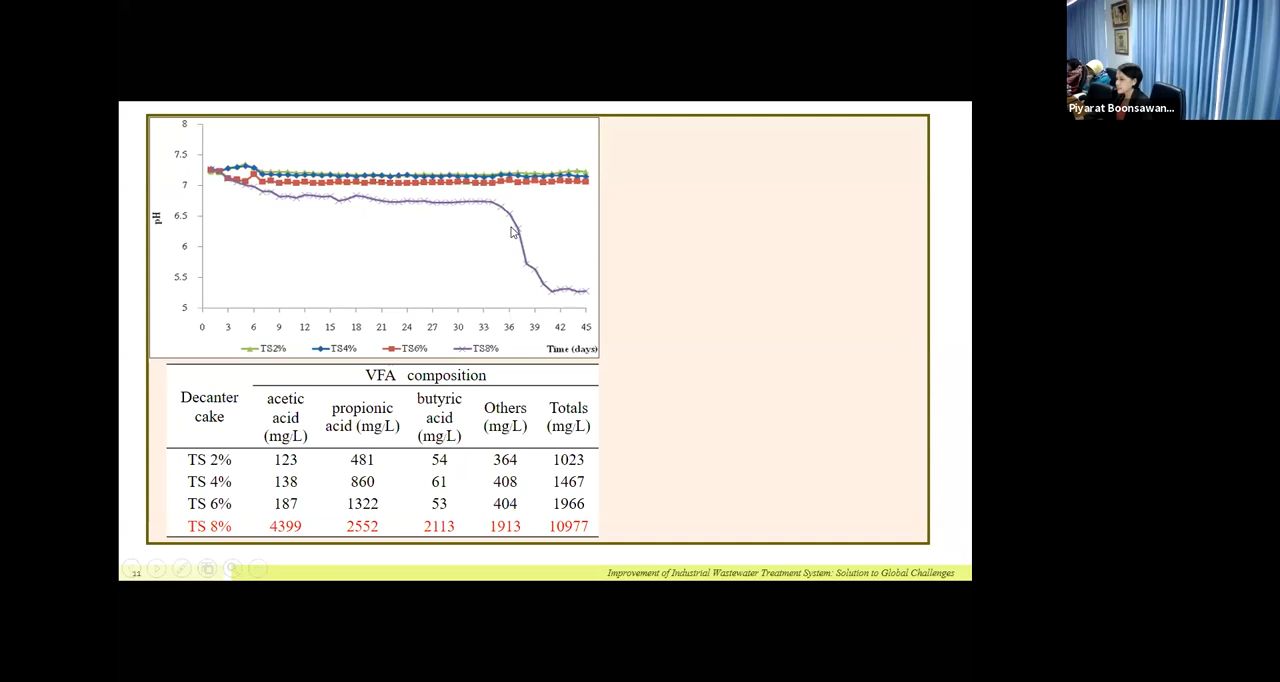 Piyarat Boonsawan...
8
7.5
7
6.5
6
5.5
5
pH
0 3 6 9 12 15 18 21 24 27 30 33 36 39 42 45
TS2% TS4% TS6% TS8% Time (days)
Decanter cake
VFA composition
acetic acid (mg/L) propionic acid (mg/L) butyric acid (mg/L) Others (mg/L) Totals (mg/L)
TS 2% 123 481 54 364 1023
TS 4% 138 860 61 408 1467
TS 6% 187 1322 53 404 1966
TS 8% 4399 2552 2113 1913 10977
11
Improvement of Industrial Wastewater Treatment System: Solution to Global Challenges